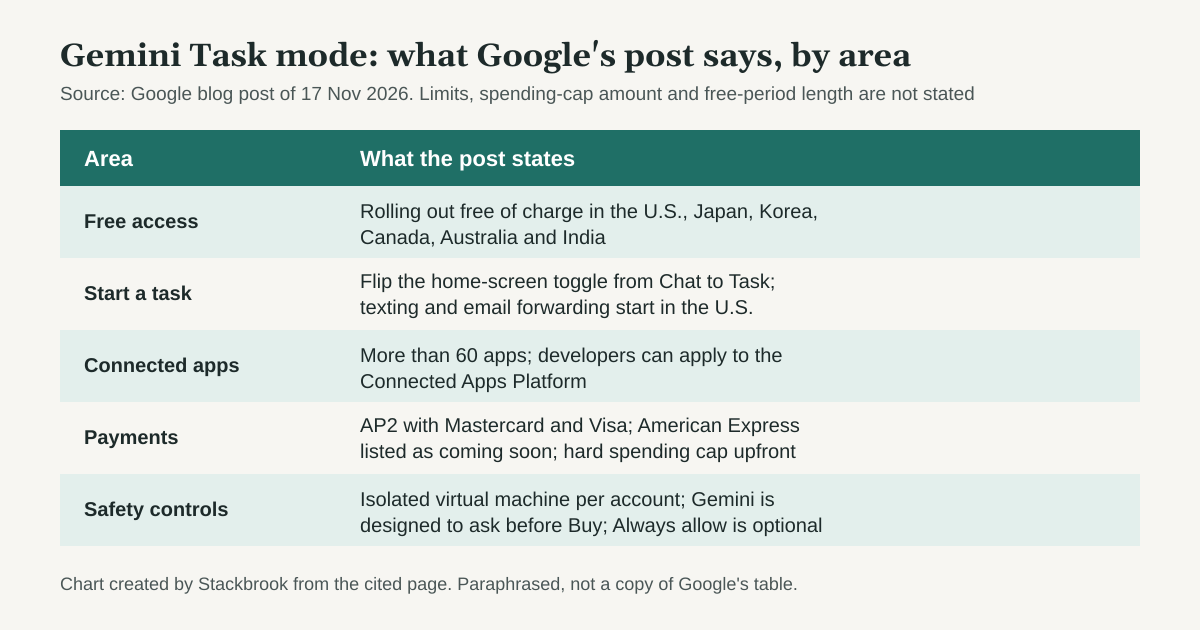 Gemini Task mode: what Google's post says, by area
Source: Google blog post of 17 Nov 2026. Limits, spending-cap amount and free-period length are not stated
Area What the post states
Free access
Rolling out free of charge in the U.S., Japan, Korea,
Canada, Australia and India
Start a task
Flip the home-screen toggle from Chat to Task;
texting and email forwarding start in the U.S.
Connected apps
More than 60 apps; developers can apply to the
Connected Apps Platform
Payments
AP2 with Mastercard and Visa; American Express
listed as coming soon; hard spending cap upfront
Safety controls
Isolated virtual machine per account; Gemini is
designed to ask before Buy; Always allow is optional
Chart created by Stackbrook from the cited page. Paraphrased, not a copy of Google's table.